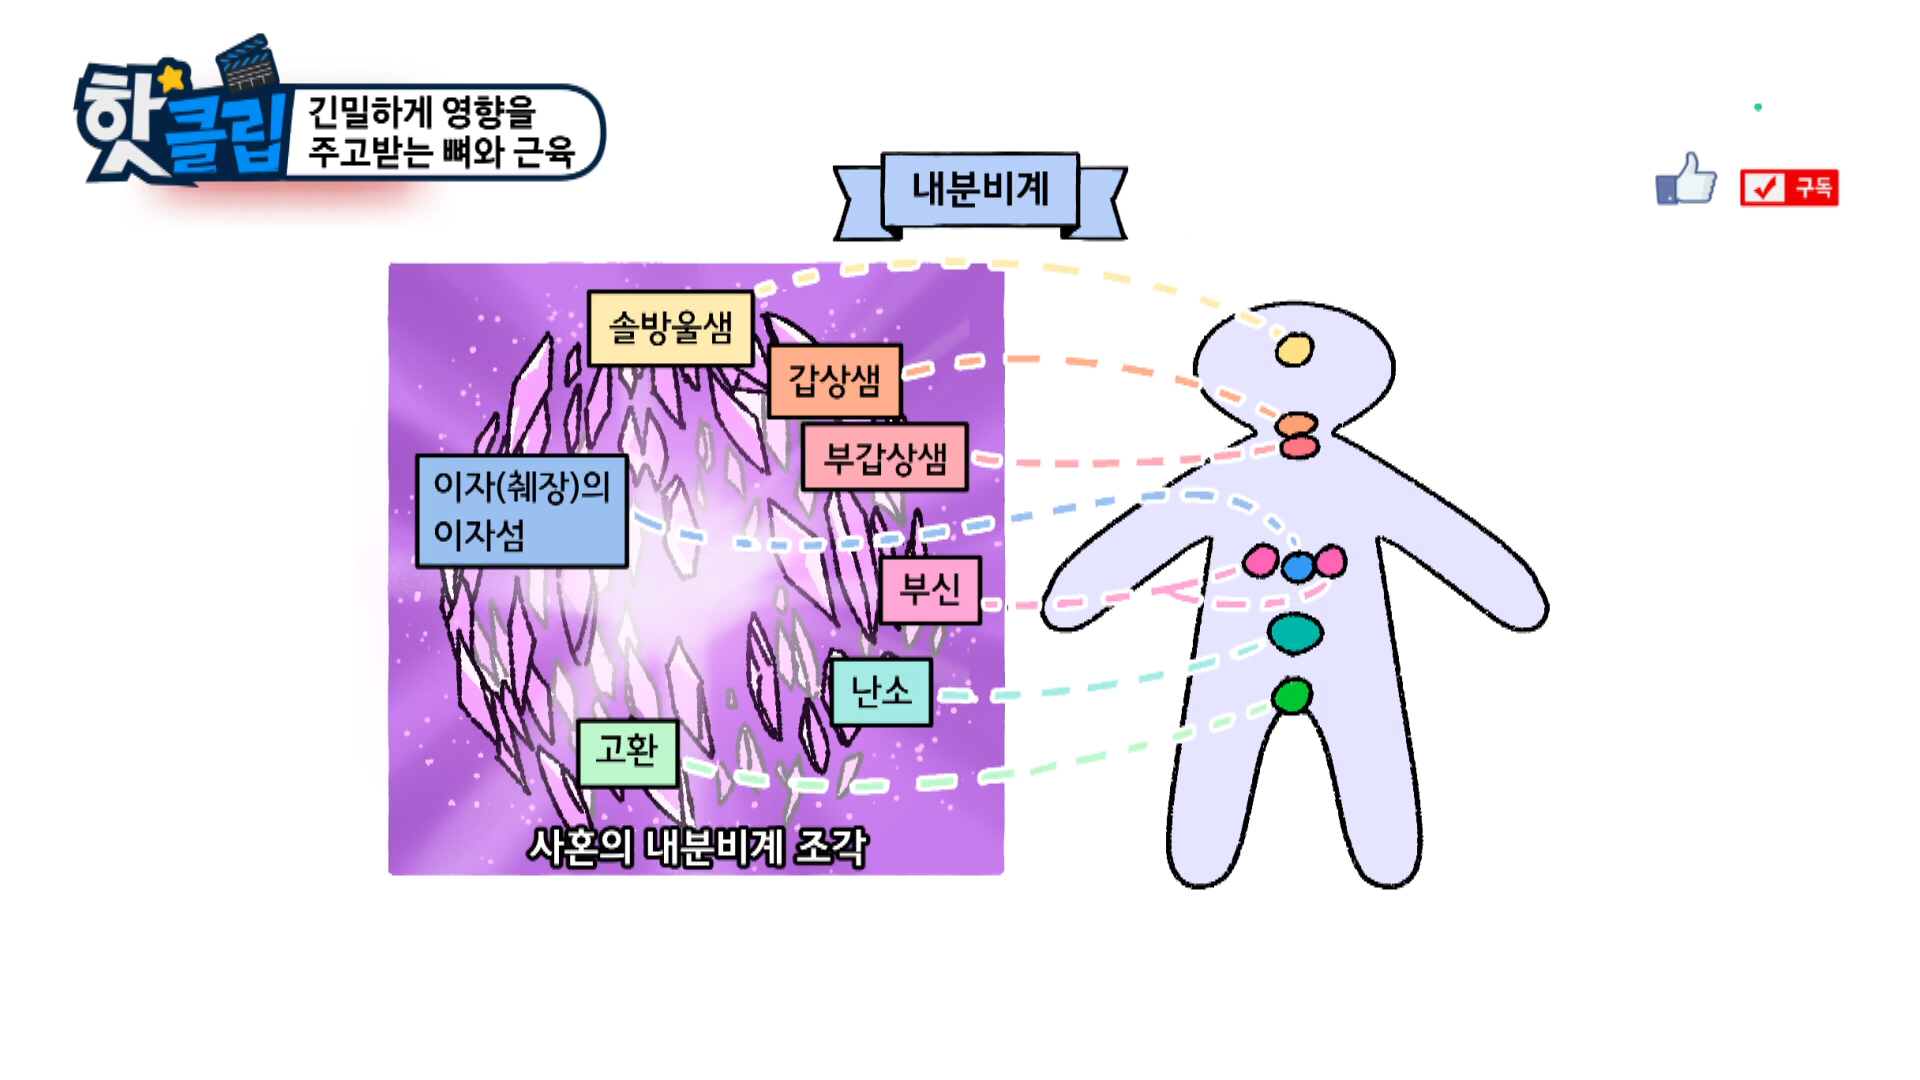 핫클립
긴밀하게 영향을
주고받는 뼈와 근육
구독
내분비계
솔방울샘
갑상샘
부갑상샘
이자(췌장)의
이자섬
부신
난소
고환
사혼의 내분비계 조각